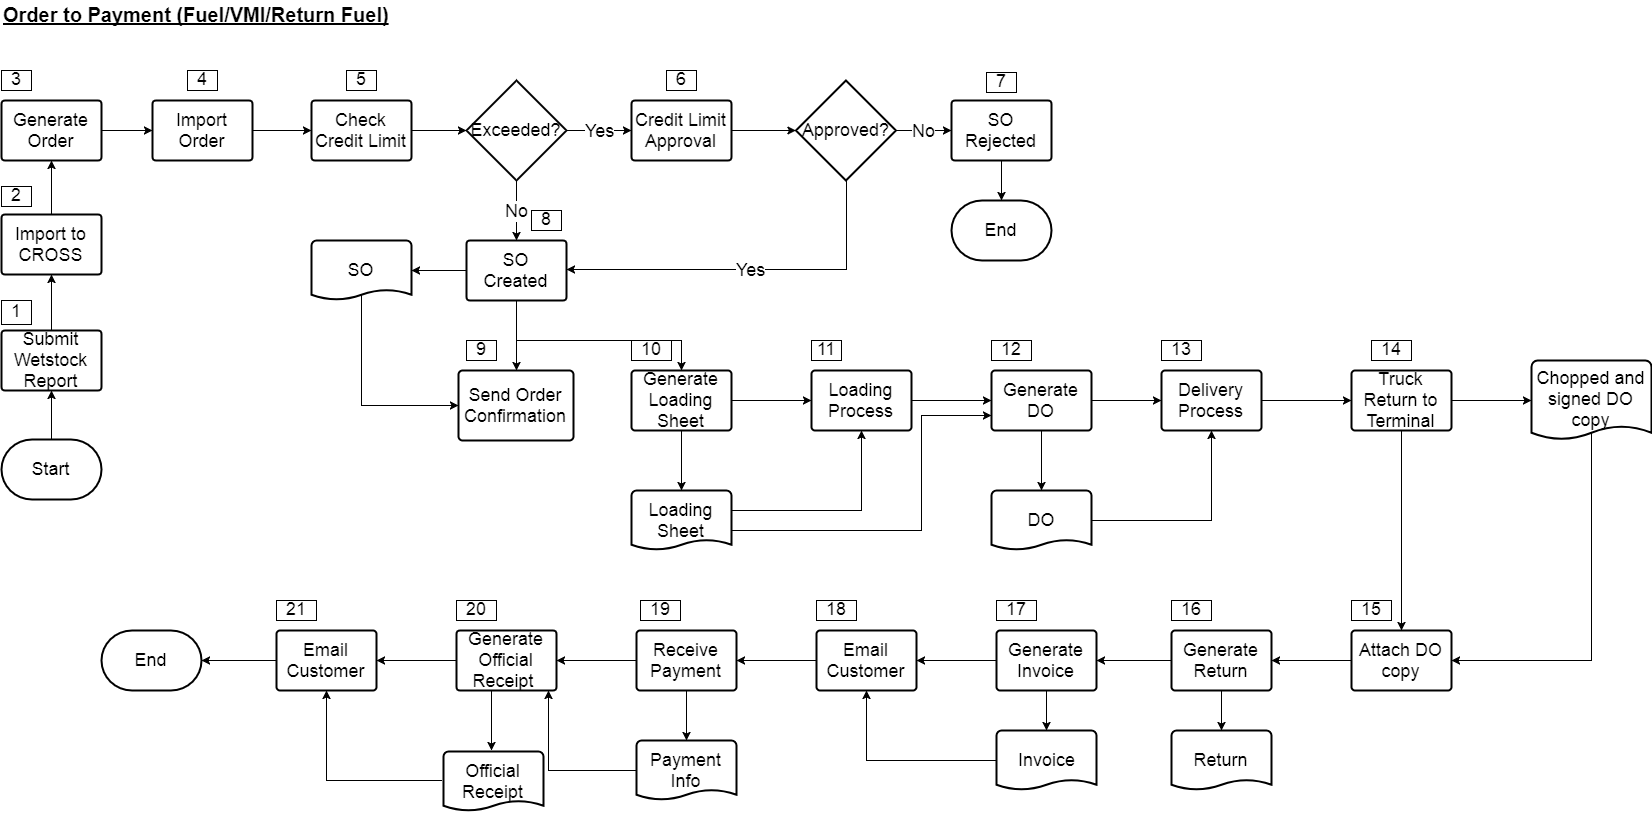 Order to Payment (Fuel/VMI/Return Fuel)
3
4
5
6
7
Generate
Order
Import
Order
Check
Credit Limit
Exceeded?
Yes
Credit Limit
Approval
Approved?
No
SO
Rejected
2
Import to
CROSS
No
8
End
SO
SO
Created
Yes
1
Submit
Wetstock
Report
Start
9
Send Order
Confirmation
10
Generate
Loading
Sheet
11
Loading
Process
12
Generate
DO
13
Delivery
Process
14
Truck
Return to
Terminal
Chopped and
signed DO
copy
Loading
Sheet
DO
21
20
19
18
17
16
15
End
Email
Customer
Generate
Official
Receipt
Receive
Payment
Email
Customer
Generate
Invoice
Generate
Return
Attach DO
copy
Official
Receipt
Payment
Info
Invoice
Return